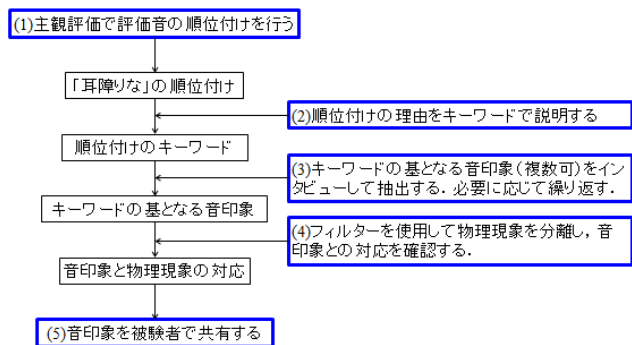 (1)主観評価で評価音の順位付けを行う
「耳障りな」の順位付け
(2)順位付けの理由をキーワードで説明する
順位付けのキーワード
(3)キーワードの基となる音印象(複数可)をイン
タビューして抽出する．必要に応じて繰り返す．
キーワードの基となる音印象
(4)フィルターを使用して物理現象を分離し，音
印象との対応を確認する．
音印象と物理現象の対応
(5)音印象を被験者で共有する